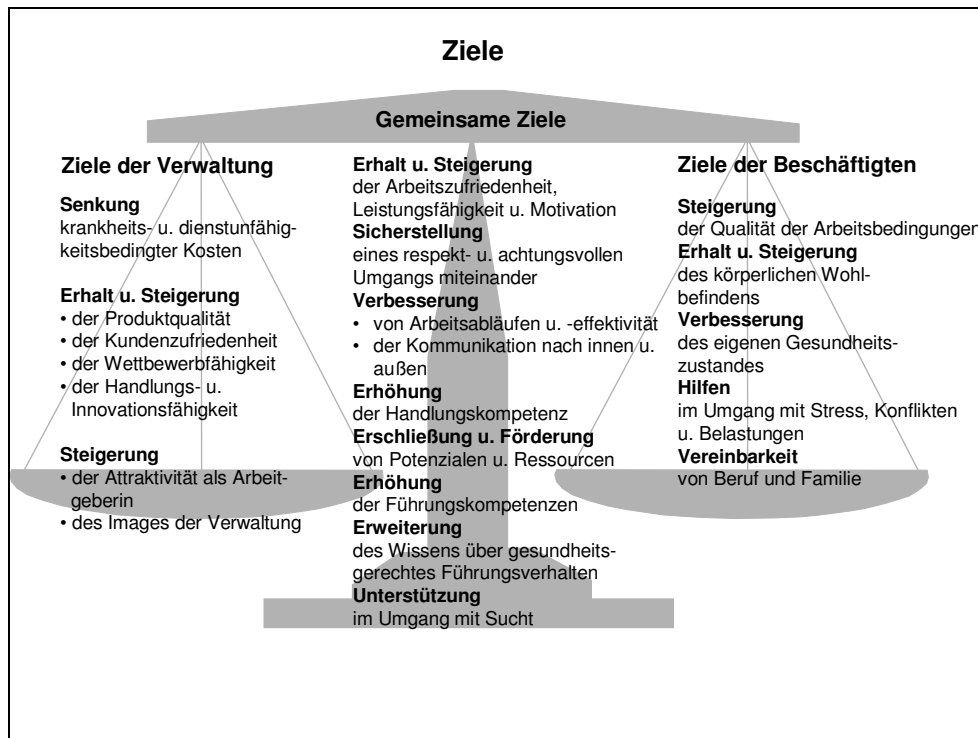 Ziele
Gemeinsame Ziele
Ziele der Verwaltung
Senkung
krankheits- u. dienstunfähig-
keitsbedingter Kosten
Erhalt u. Steigerung
• der Produktqualität
• der Kundenzufriedenheit
• der Wettbewerbfähigkeit
• der Handlungs- u.
Innovationsfähigkeit
Steigerung
• der Attraktivität als Arbeit-
geberin
• des Images der Verwaltung
Erhalt u. Steigerung
der Arbeitszufriedenheit,
Leistungsfähigkeit u. Motivation
Sicherstellung
eines respekt- u. achtungsvollen
Umgangs miteinander
Verbesserung
• von Arbeitsabläufen u. -effektivität
• der Kommunikation nach innen u.
außen
Erhöhung
der Handlungskompetenz
Erschließung u. Förderung
von Potenzialen u. Ressourcen
Erhöhung
der Führungskompetenzen
Erweiterung
des Wissens über gesundheits-
gerechtes Führungsverhalten
Unterstützung
im Umgang mit Sucht
Ziele der Beschäftigten
Steigerung
der Qualität der Arbeitsbedingungen
Erhalt u. Steigerung
des körperlichen Wohl-
befindens
Verbesserung
des eigenen Gesundheits-
zustandes
Hilfen
im Umgang mit Stress, Konflikten
u. Belastungen
Vereinbarkeit
von Beruf und Familie